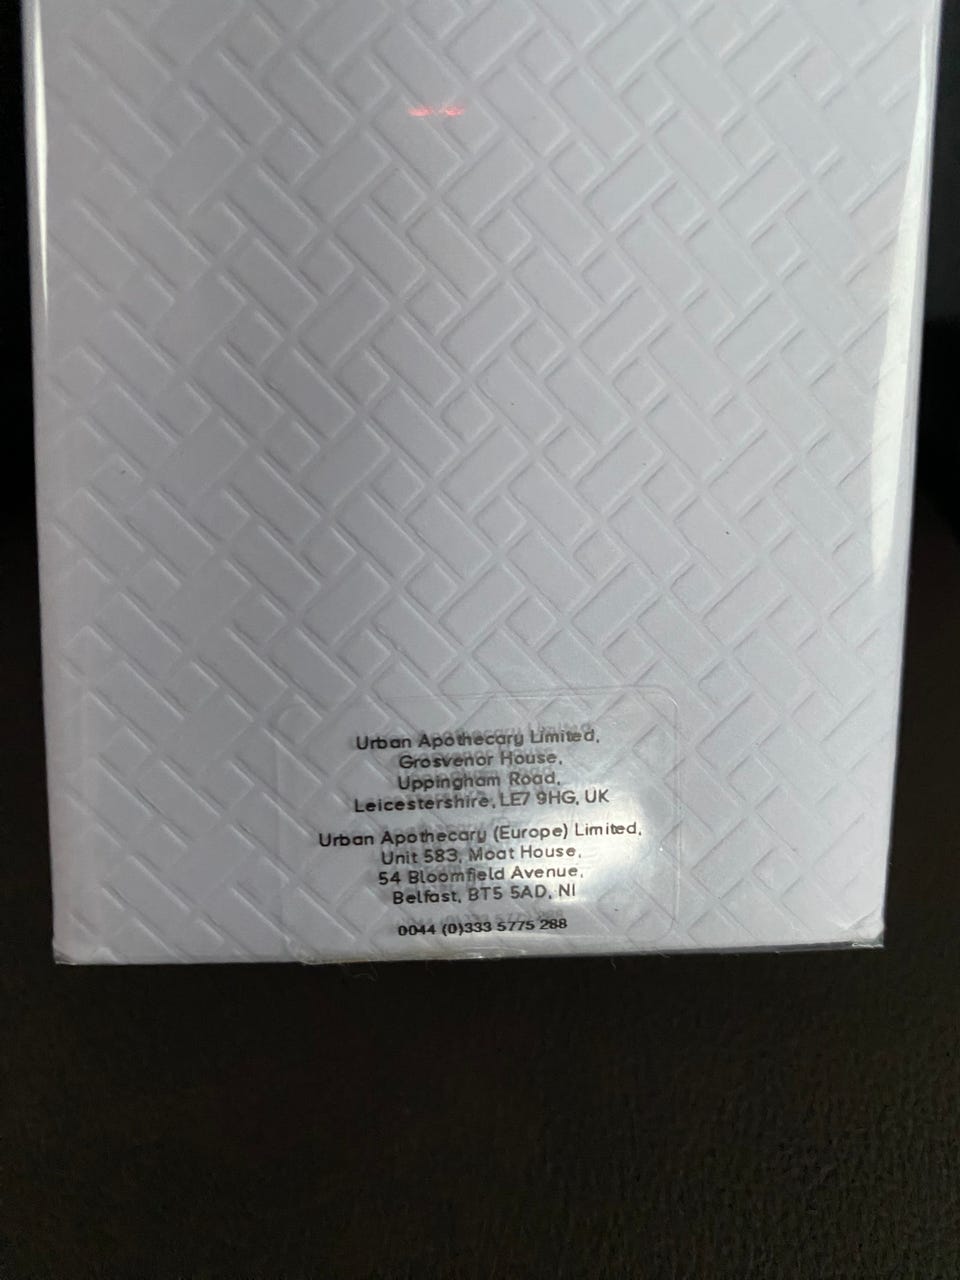 Urban Apothecary Limited,
Grosvenor House,
Uppingham Road,
Leicestershire, LE7 9HG, UK
Urban Apothecary (Europe) Limited,
Unit 583, Moat House,
54 Bloomfield Avenue,
Belfast, BT5 5AD, NI
0044 (0)333 5775 288